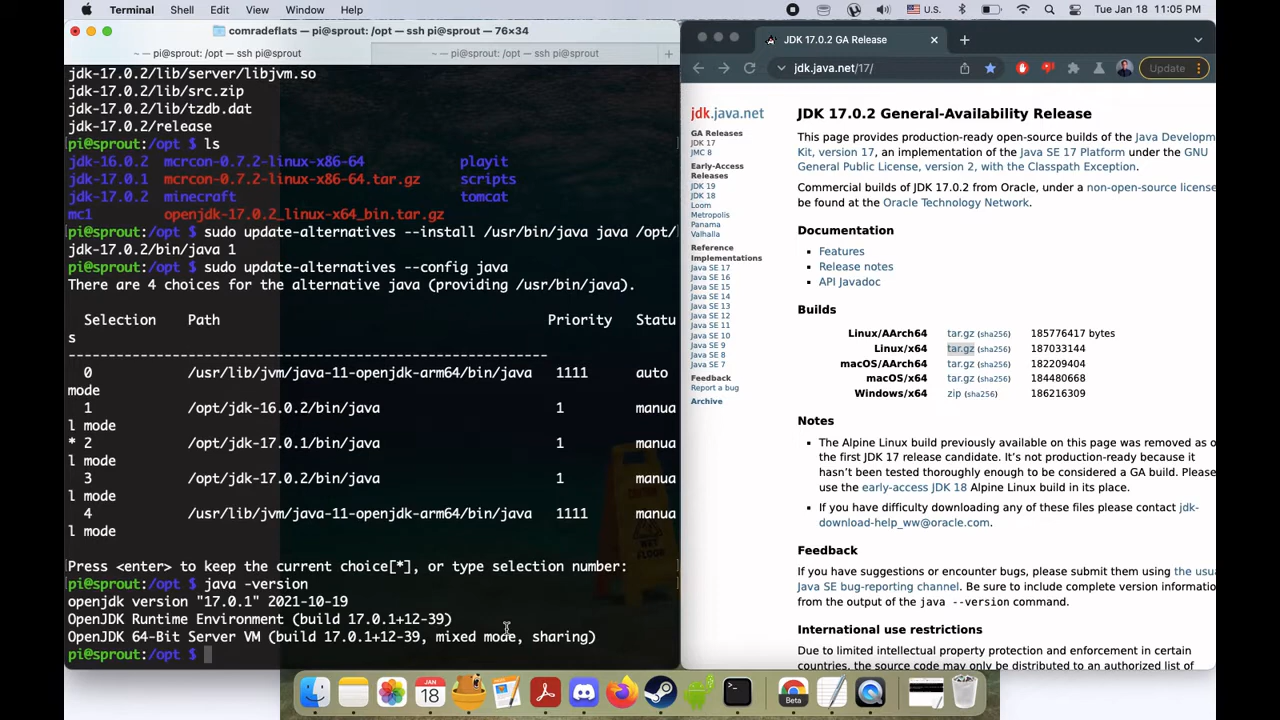 Terminal Shell Edit View Window Help U.S. Tue Jan 18 11:05 PM
comradeflats — pi@sprout: /opt — ssh pi@sprout — 76×34
~ — pi@sprout: /opt — ssh pi@sprout
~ — pi@sprout: /opt — ssh pi@sprout
jdk-17.0.2/lib/server/libjvm.so
jdk-17.0.2/lib/src.zip
jdk-17.0.2/lib/tzdb.dat
jdk-17.0.2/release
pi@sprout:/opt $ ls
jdk-16.0.2 mcrcon-0.7.2-linux-x86-64 playit
jdk-17.0.1 mcrcon-0.7.2-linux-x86-64.tar.gz scripts
jdk-17.0.2 minecraft tomcat
mc1 openjdk-17.0.2_linux-x64_bin.tar.gz
pi@sprout:/opt $ sudo update-alternatives --install /usr/bin/java java /opt/
jdk-17.0.2/bin/java 1
pi@sprout:/opt $ sudo update-alternatives --config java
There are 4 choices for the alternative java (providing /usr/bin/java).
Selection Path Priority Statu
s
------------------------------------------------------------
0 /usr/lib/jvm/java-11-openjdk-arm64/bin/java 1111 auto
mode
1 /opt/jdk-16.0.2/bin/java 1 manua
l mode
* 2 /opt/jdk-17.0.1/bin/java 1 manua
l mode
3 /opt/jdk-17.0.2/bin/java 1 manua
l mode
4 /usr/lib/jvm/java-11-openjdk-arm64/bin/java 1111 manua
l mode
Press <enter> to keep the current choice[*], or type selection number:
pi@sprout:/opt $ java -version
openjdk version "17.0.1" 2021-10-19
OpenJDK Runtime Environment (build 17.0.1+12-39)
OpenJDK 64-Bit Server VM (build 17.0.1+12-39, mixed mode, sharing)
pi@sprout:/opt $
JDK 17.0.2 GA Release
jdk.java.net/17/
Update
jdk.java.net
GA Releases
JDK 17
JMC 8
Early-Access
Releases
JDK 19
JDK 18
Loom
Metropolis
Panama
Valhalla
Reference
Implementations
Java SE 17
Java SE 16
Java SE 15
Java SE 14
Java SE 13
Java SE 12
Java SE 11
Java SE 10
Java SE 9
Java SE 8
Java SE 7
Feedback
Report a bug
Archive
JDK 17.0.2 General-Availability Release
This page provides production-ready open-source builds of the Java Developm
Kit, version 17, an implementation of the Java SE 17 Platform under the GNU
General Public License, version 2, with the Classpath Exception.
Commercial builds of JDK 17.0.2 from Oracle, under a non-open-source license
be found at the Oracle Technology Network.
Documentation
Features
Release notes
API Javadoc
Builds
Linux/AArch64 tar.gz (sha256) 185776417 bytes
Linux/x64 tar.gz (sha256) 187033144
macOS/AArch64 tar.gz (sha256) 182209404
macOS/x64 tar.gz (sha256) 184480668
Windows/x64 zip (sha256) 186216309
Notes
The Alpine Linux build previously available on this page was removed as o
the first JDK 17 release candidate. It's not production-ready because it
hasn't been tested thoroughly enough to be considered a GA build. Please
use the early-access JDK 18 Alpine Linux build in its place.
If you have difficulty downloading any of these files please contact jdk-
download-help_ww@oracle.com.
Feedback
If you have suggestions or encounter bugs, please submit them using the usu
Java SE bug-reporting channel. Be sure to include complete version informatio
from the output of the java --version command.
International use restrictions
Due to limited intellectual property protection and enforcement in certain
countries, the source code may only be distributed to an authorized list of
JAN
18
Beta